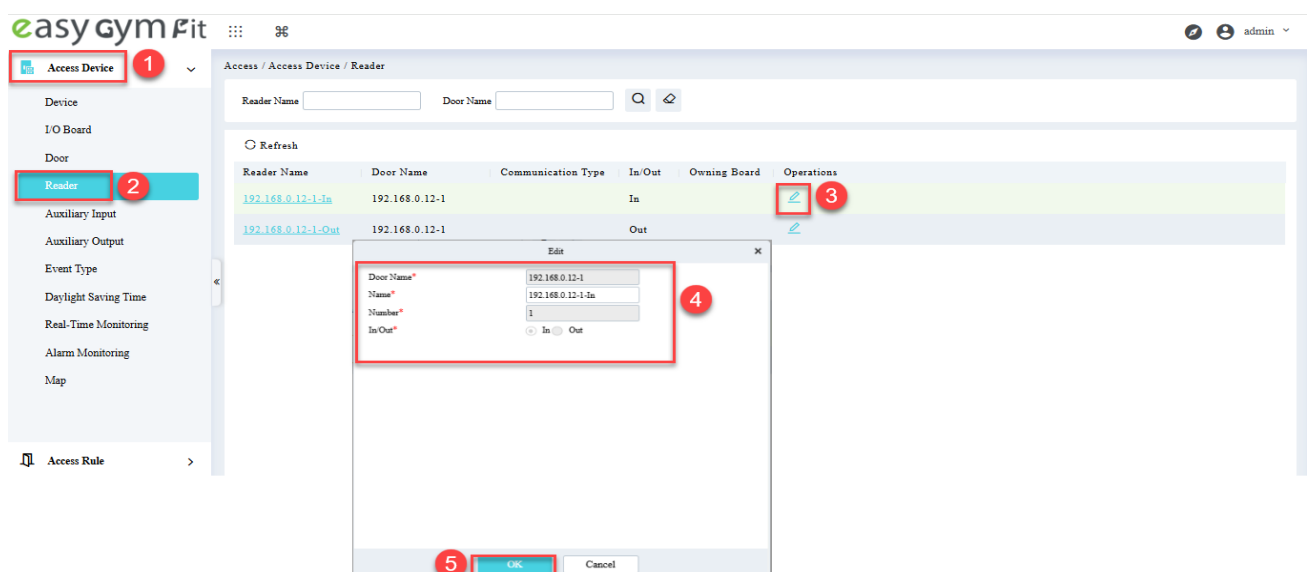 easy Gym Fit
admin
Access Device
1
Access / Access Device / Reader
Device
I/O Board
Door
Reader
2
Auxiliary Input
Auxiliary Output
Event Type
Daylight Saving Time
Real-Time Monitoring
Alarm Monitoring
Map
Access Rule
Reader Name
Door Name
Refresh
Reader Name Door Name Communication Type In/Out Owning Board Operations
192.168.0.12-1-In 192.168.0.12-1 In
3
192.168.0.12-1-Out 192.168.0.12-1 Out
Edit
Door Name* 192.168.0.12-1
Name* 192.168.0.12-1-In
Number* 1
In/Out* In Out
4
5
OK Cancel